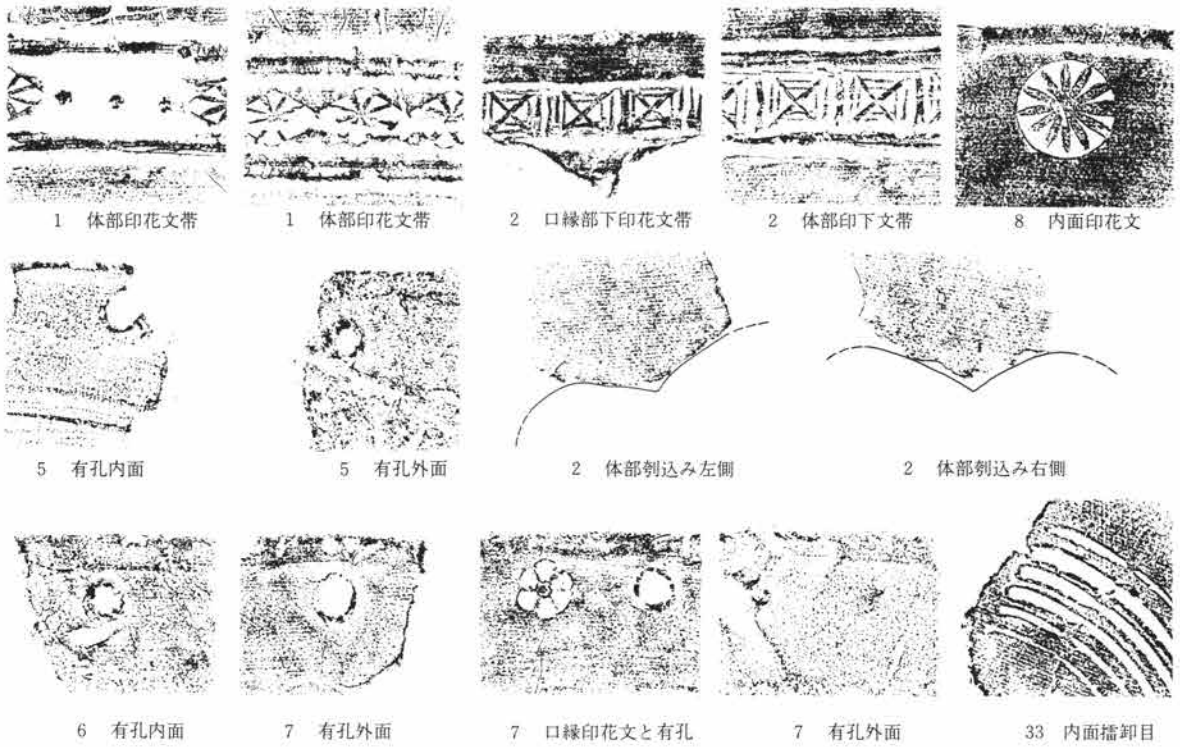 1 体部印花文帯 1 体部印花文帯 2 口縁部下印花文帯 2 体部印下文帯 8 内面印花文
5 有孔内面 5 有孔外面 2 体部刳込み左側 2 体部刳込み右側
6 有孔内面 7 有孔外面 7 口縁印花文と有孔 7 有孔外面 33 内面擂卸目